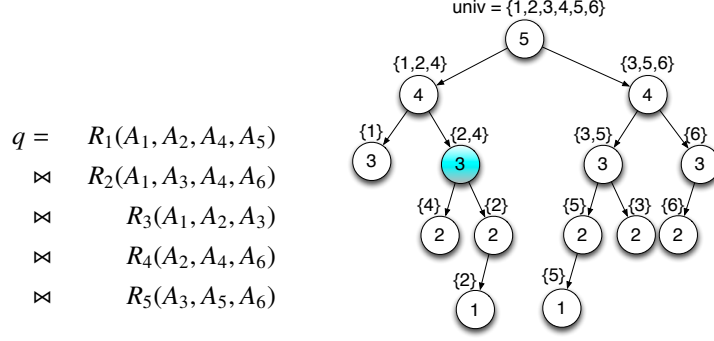 univ = {1,2,3,4,5,6}
5
{1,2,4} {3,5,6}
4 4
q = R₁(A₁, A₂, A₄, A₅)
⋈ R₂(A₁, A₃, A₄, A₆)
⋈ R₃(A₁, A₂, A₃)
⋈ R₄(A₂, A₄, A₆)
⋈ R₅(A₃, A₅, A₆)
{1} {2,4} {3,5} {6}
3 3 3 3
{4} {2} {5} {3} {6}
2 2 2 2 2
{2} {5}
1 1